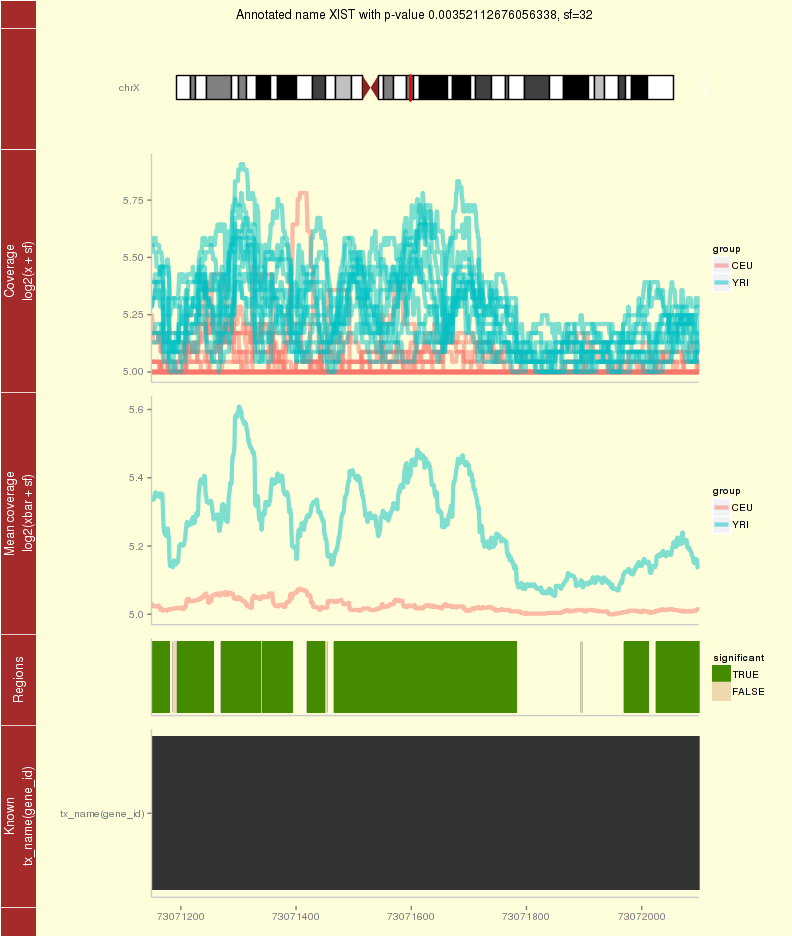 Annotated name XIST with p-value 0.00352112676056338, sf=32
chrX
Coverage
log2(x + sf)
5.75
5.50
5.25
5.00
group
CEU
YRI
Mean coverage
log2(xbar + sf)
5.6
5.4
5.2
5.0
group
CEU
YRI
Regions
significant
TRUE
FALSE
Known
tx_name(gene_id)
tx_name(gene_id)
73071200
73071400
73071600
73071800
73072000